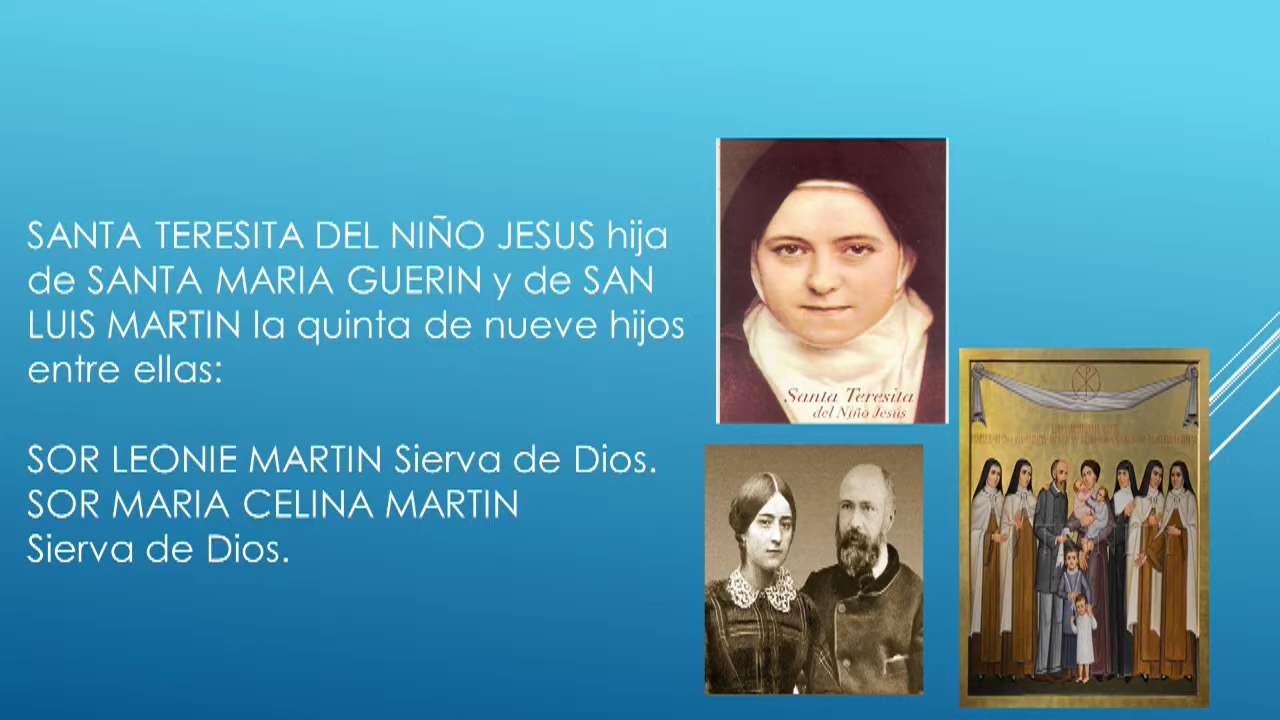 SANTA TERESITA DEL NIÑO JESUS hija
de SANTA MARIA GUERIN y de SAN
LUIS MARTIN la quinta de nueve hijos
entre ellas:
SOR LEONIE MARTIN Sierva de Dios.
SOR MARIA CELINA MARTIN
Sierva de Dios.
Santa Teresita
del Niño Jesús